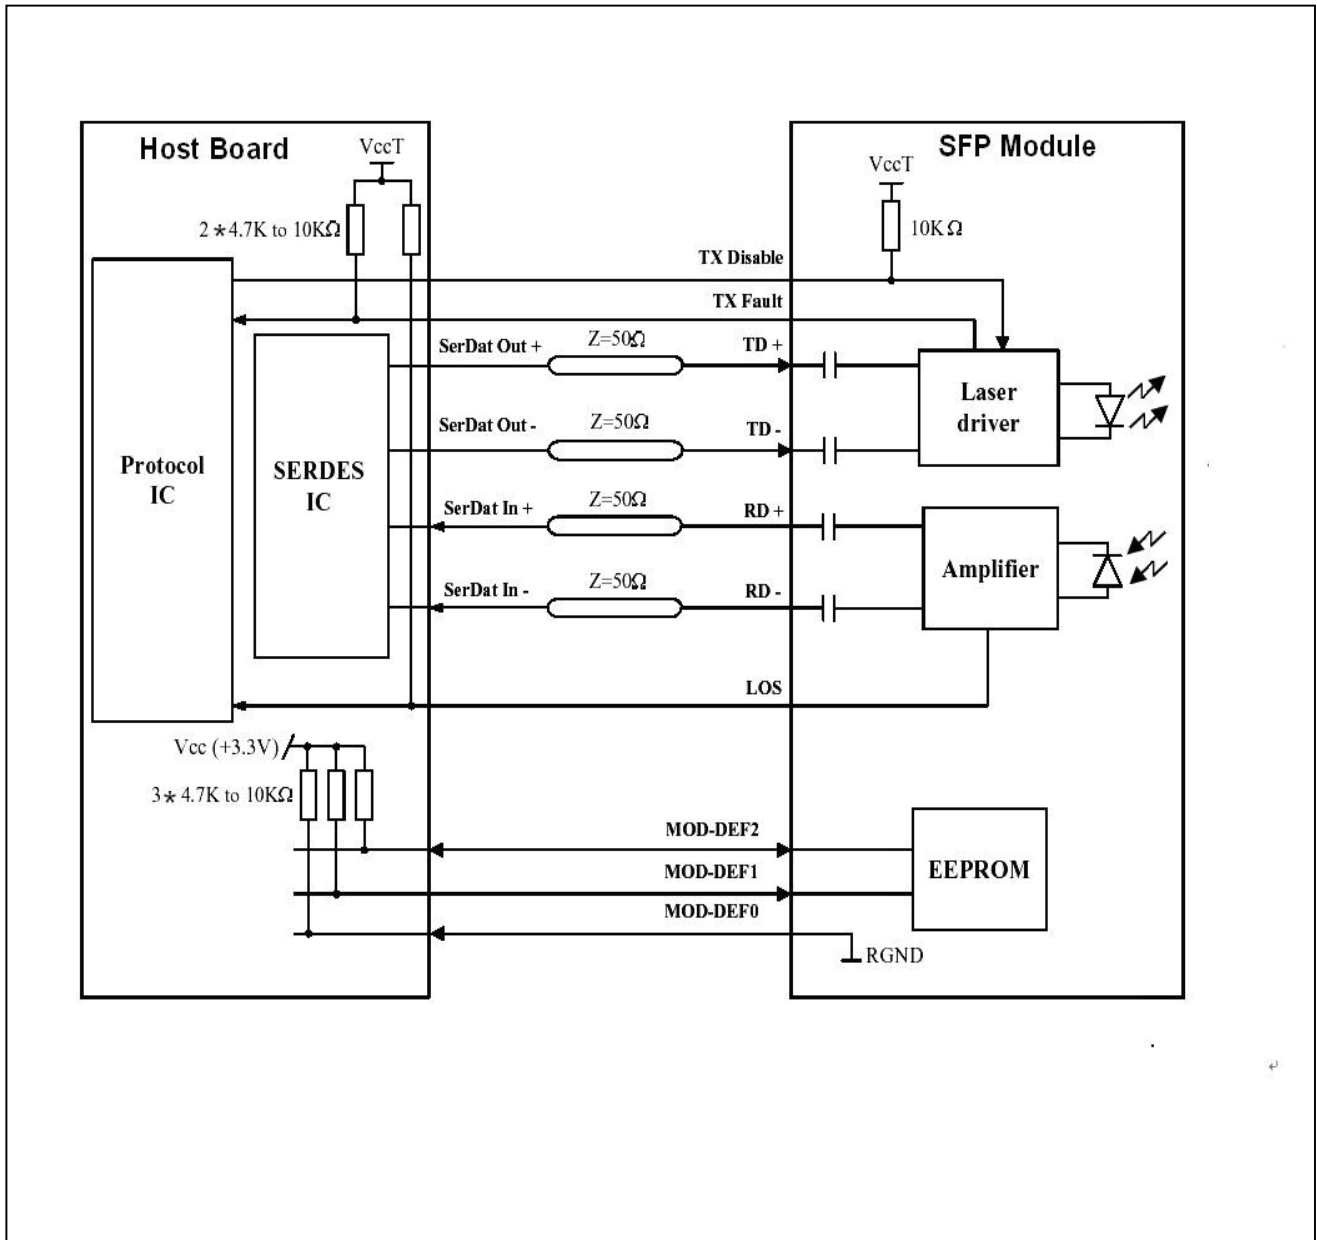 Host Board
VccT
2*4.7K to 10KΩ
SFP Module
VccT
10KΩ
TX Disable
TX Fault
SerDat Out +
Z=50Ω
TD +
SerDat Out -
Z=50Ω
TD -
SerDat In +
Z=50Ω
RD +
SerDat In -
Z=50Ω
RD -
LOS
Protocol
IC
SERDES
IC
Laser
driver
Amplifier
Vcc (+3.3V)
3* 4.7K to 10KΩ
MOD-DEF2
MOD-DEF1
MOD-DEF0
EEPROM
RGND